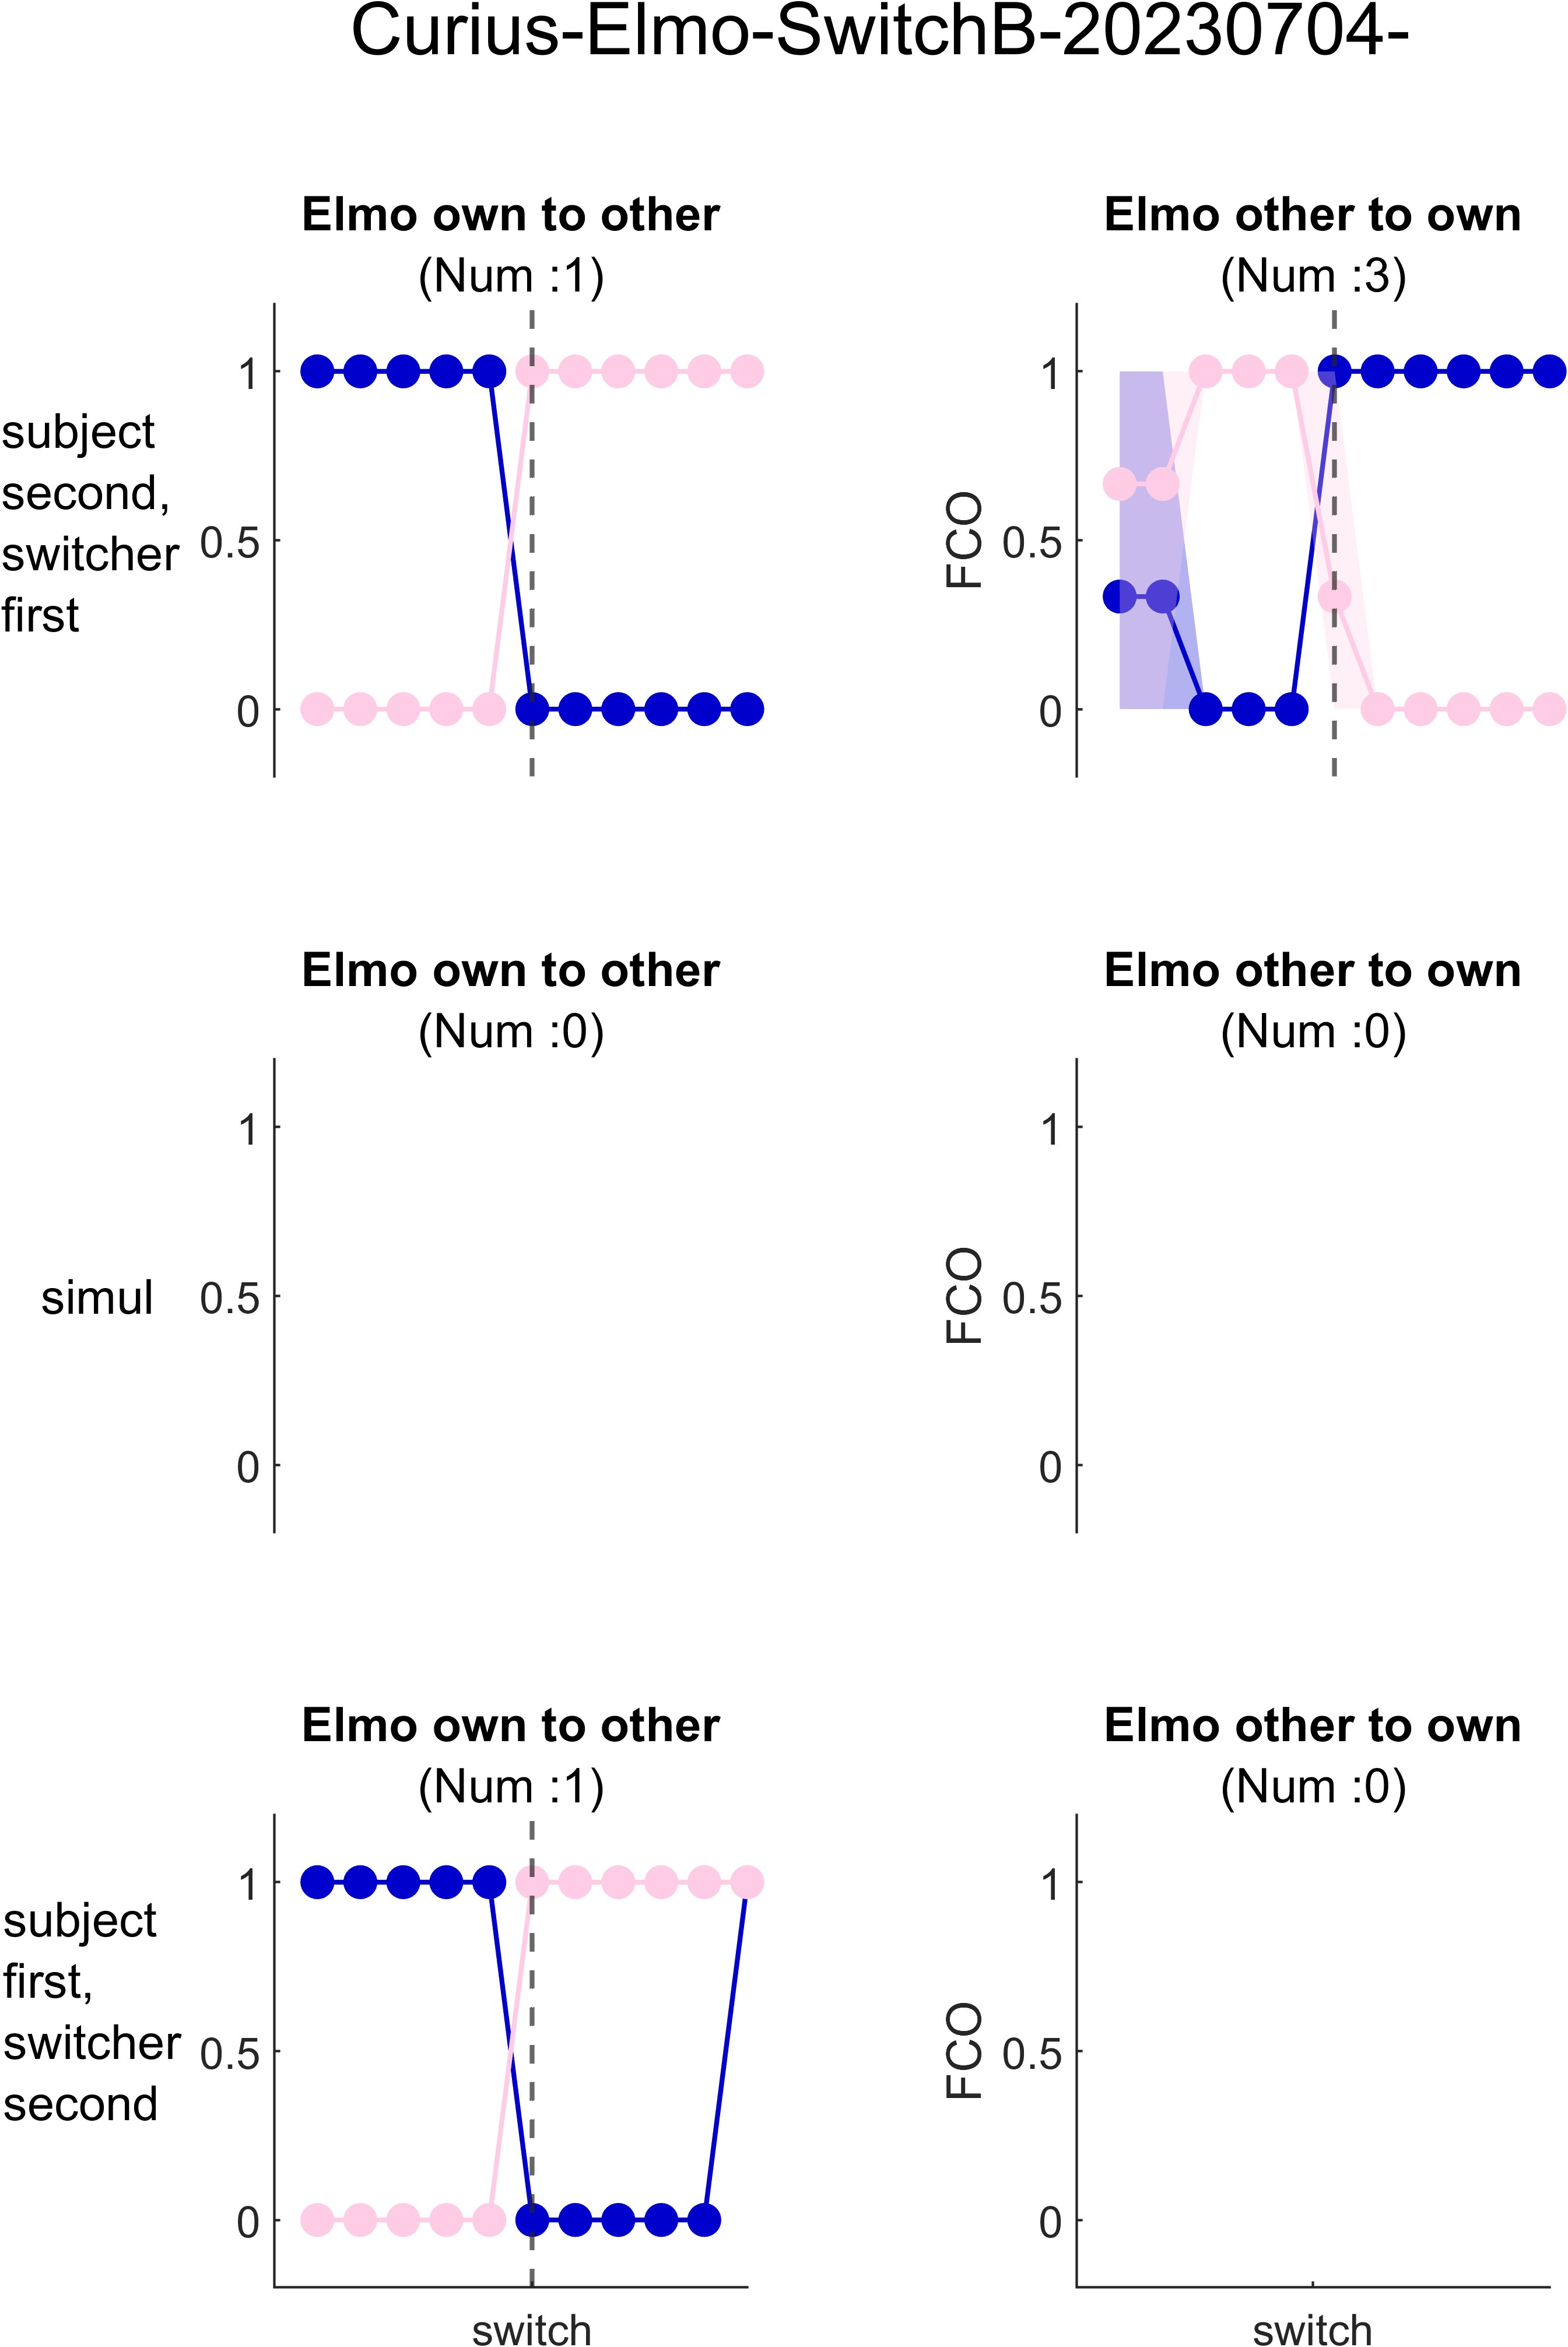 Curius-Elmo-SwitchB-20230704-
Elmo own to other
(Num :1)
Elmo other to own
(Num :3)
subject
second,
switcher
first
1
0.5
0
FCO
1
0.5
0
Elmo own to other
(Num :0)
Elmo other to own
(Num :0)
simul
1
0.5
0
FCO
1
0.5
0
Elmo own to other
(Num :1)
Elmo other to own
(Num :0)
subject
first,
switcher
second
1
0.5
0
switch
FCO
1
0.5
0
switch